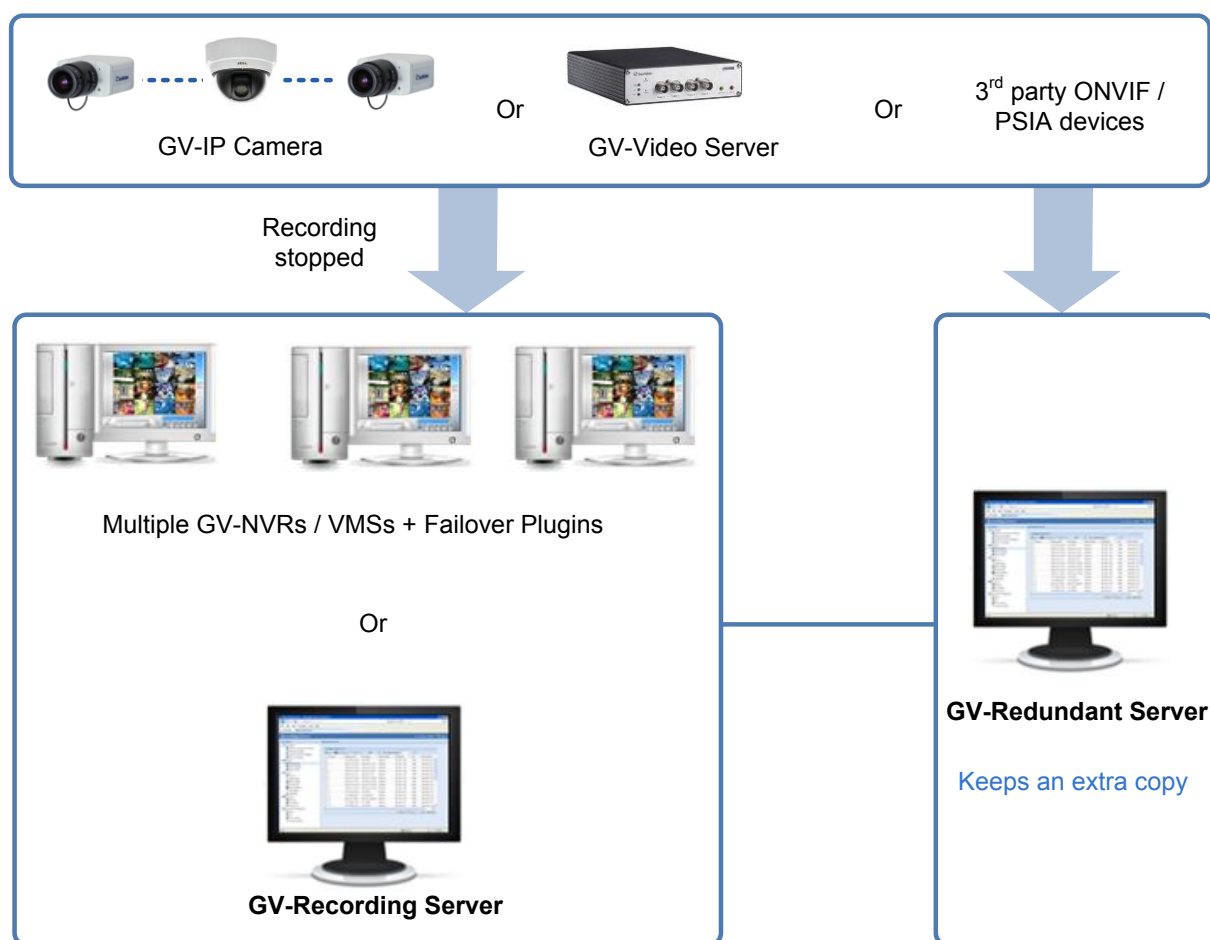 GV-IP Camera
Or
GV-Video Server
Or
3rd party ONVIF /
PSIA devices
Recording
stopped
Multiple GV-NVRs / VMSs + Failover Plugins
Or
GV-Recording Server
GV-Redundant Server
Keeps an extra copy